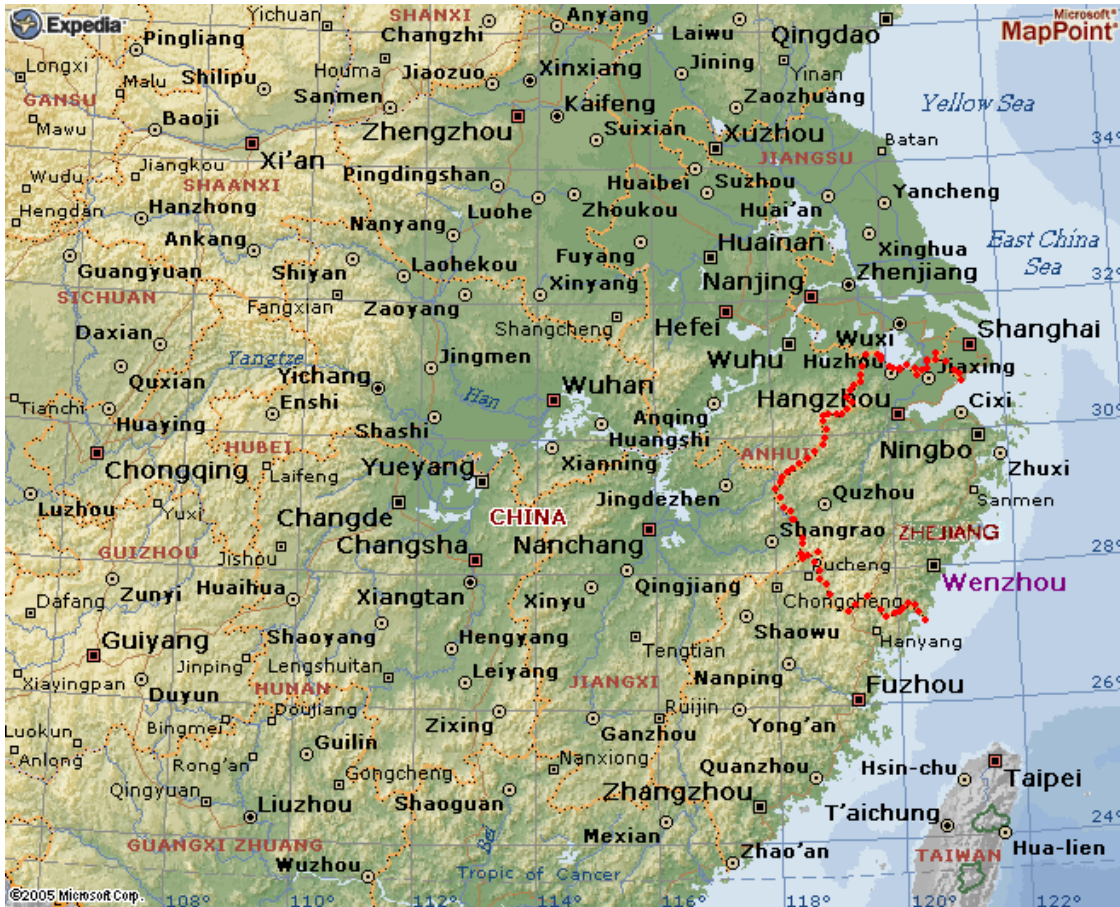 Expedia
Microsoft
MapPoint
Yichuan
SHANXI
Anyang
Pingliang
Changzhi
Laiwu
Qingdao
Longxi
Malu
Shilipu
Houma
Jiaozuo
Xinxiang
Jining
Yinan
GANSU
Sanmen
Kaifeng
Zaozhuang
Yellow Sea
Mawu
Baoji
Zhengzhou
Suixian
Xuzhou
Batan
34°
Xi'an
JIANGSU
Wudu
Jiangkou
SHAANXI
Pingdingshan
Huaibei
Suzhou
Yancheng
Hengdan
Hanzhong
Luohe
Zhoukou
Huai'an
Nanyang
Ankang
Huainan
Xinghua
East China
Sea
Guangyuan
Shiyan
Laohekou
Fuyang
Zhenjiang
SICHUAN
Fangxian
Zaoyang
Xinyang
Nanjing
32°
Shangcheng
Hefei
Shanghai
Daxian
Yangtze
Jingmen
Wuhu
Wuxi
Huzhou
Jiaxing
Quxian
Yichang
Han
Wuhan
Hangzhou
Cixi
Tianchi
Huaying
Enshi
Shashi
Anqing
30°
HUBEI
Huangshi
Ningbo
Chongqing
Laifeng
Yueyang
Xianning
ANHUI
Zhuxi
Luzhou
Yuxi
Changde
Jingdezhen
Quzhou
Sanmen
CHINA
Shangrao
ZHEJIANG
GUIZHOU
Jishou
Changsha
Nanchang
28°
Dafang
Zunyi
Huaihua
Xiangtan
Xinyu
Qingjiang
Pucheng
Chongcheng
Wenzhou
Guiyang
Shaoyang
Hengyang
Shaowu
Hanyang
Jinping
Tengtian
Xiayingpan
Duyun
Lengshuitan
Leiyang
JIANGXI
Nanping
Fuzhou
HUNAN
26°
Bingmei
Doujiang
Zixing
Ruijin
Yong'an
Luokun
Guilin
Ganzhou
Anlong
Rong'an
Gongcheng
Nanxiong
Quanzhou
Hsin-chu
Taipei
Qingyuan
Liuzhou
Shaoguan
Zhangzhou
T'aichung
24°
GUANGXI ZHUANG
Bei
Mexian
Hua-lien
Wuzhou
Zhao'an
TAIWAN
Tropic of Cancer
©2005 Microsoft Corp.
108°
110°
112°
114°
116°
118°
120°
122°